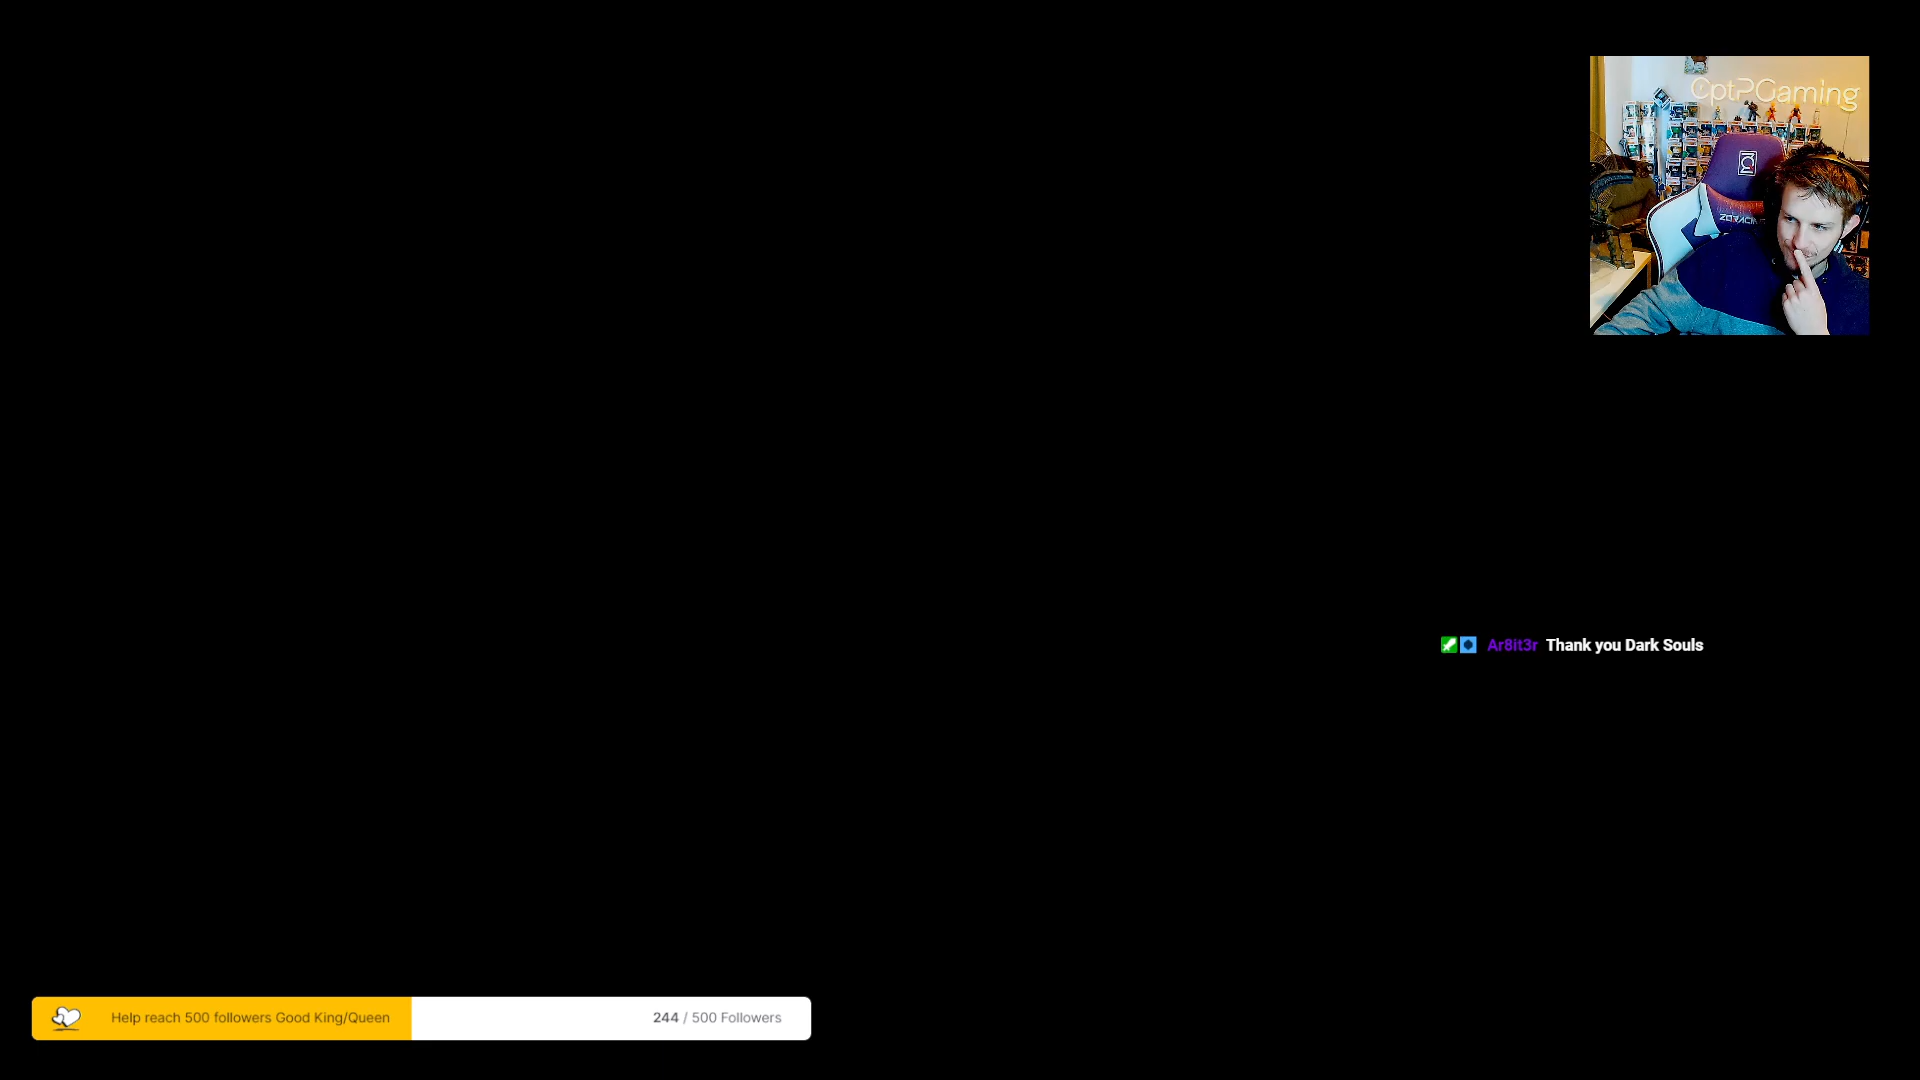 CptPGaming
Ar8it3r Thank you Dark Souls
Help reach 500 followers Good King/Queen
244 / 500 Followers